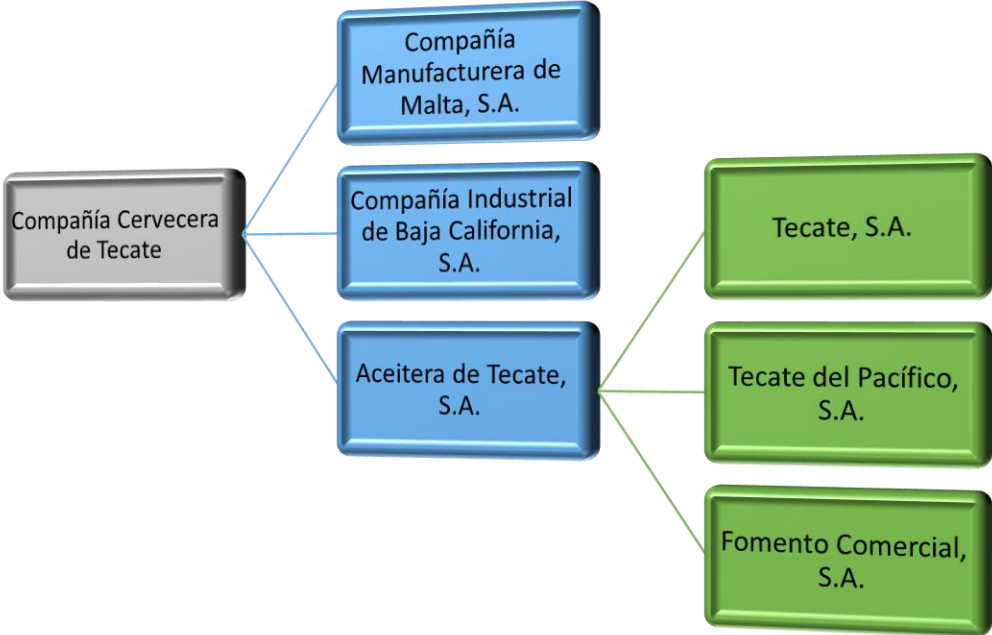 Compañía Cervecera
de Tecate
Compañía
Manufacturera de
Malta, S.A.
Compañía Industrial
de Baja California,
S.A.
Aceitera de Tecate,
S.A.
Tecate, S.A.
Tecate del Pacífico,
S.A.
Fomento Comercial,
S.A.